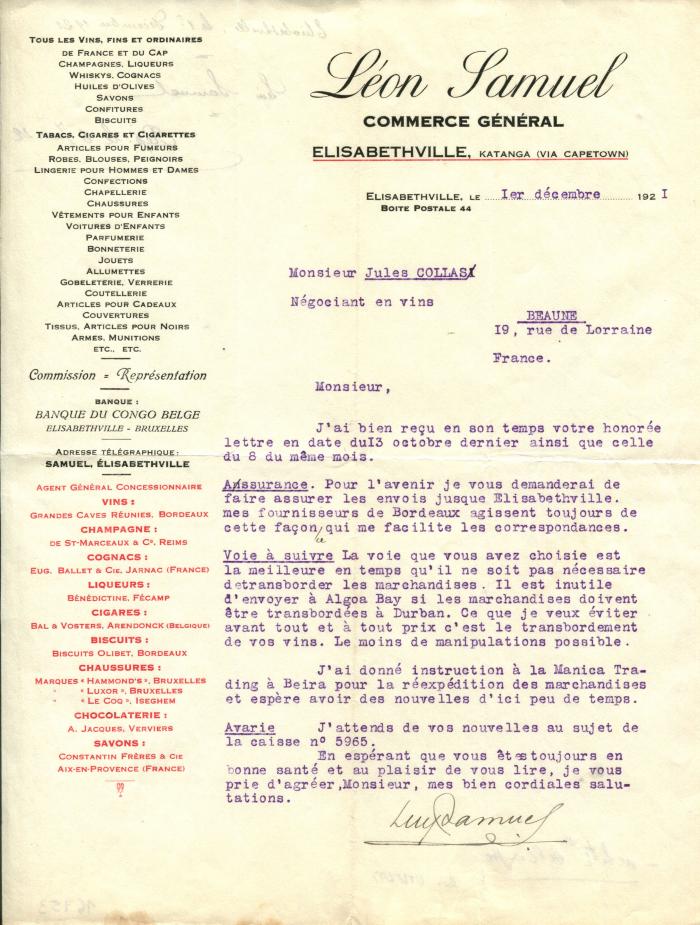 TOUS LES VINS, FINS ET ORDINAIRES
DE FRANCE ET DU CAP
CHAMPAGNES, LIQUEURS
WHISKYS, COGNACS
HUILES D'OLIVES
SAVONS
CONFITURES
BISCUITS
TABACS, CIGARES ET CIGARETTES
ARTICLES POUR FUMEURS
ROBES, BLOUSES, PEIGNOIRS
LINGERIE POUR HOMMES ET DAMES
CONFECTIONS
CHAPELLERIE
CHAUSSURES
VÊTEMENTS POUR ENFANTS
VOITURES D'ENFANTS
PARFUMERIE
BONNETERIE
JOUETS
ALLUMETTES
GOBELETERIE, VERRERIE
COUTELLERIE
ARTICLES POUR CADEAUX
COUVERTURES
TISSUS, ARTICLES POUR NOIRS
ARMES, MUNITIONS
ETC., ETC.
Commission = Représentation
BANQUE :
BANQUE DU CONGO BELGE
ELISABETHVILLE - BRUXELLES
ADRESSE TÉLÉGRAPHIQUE :
SAMUEL, ÉLISABETHVILLE
AGENT GÉNÉRAL CONCESSIONNAIRE
VINS :
GRANDES CAVES RÉUNIES, BORDEAUX
CHAMPAGNE :
DE ST-MARCEAUX & Co, REIMS
COGNACS :
EUG. BALLET & CIE, JARNAC (FRANCE)
LIQUEURS :
BÉNÉDICTINE, FÉCAMP
CIGARES :
BAL & VOSTERS, ARENDONCK (BELGIQUE)
BISCUITS :
BISCUITS OLIBET, BORDEAUX
CHAUSSURES :
MARQUES « HAMMOND'S », BRUXELLES
" « LUXOR », BRUXELLES
" « LE COQ », ISEGHEM
CHOCOLATERIE :
A. JACQUES, VERVIERS
SAVONS :
CONSTANTIN FRÈRES & CIE
AIX-EN-PROVENCE (FRANCE)
Léon Samuel
COMMERCE GÉNÉRAL
ELISABETHVILLE, KATANGA (VIA CAPETOWN)
ELISABETHVILLE, LE 1er décembre 1921
BOITE POSTALE 44
Monsieur Jules COLLAS
Négociant en vins
BEAUNE
I9, rue de Lorraine
France.
Monsieur,
J'ai bien reçu en son temps votre honorée
lettre en date duI3 octobre dernier ainsi que celle
du 8 du même mois.
Assurance. Pour l'avenir je vous demanderai de
faire assurer les envois jusque Elisabethville.
mes fournisseurs de Bordeaux agissent toujours de
cette façon ce qui me facilite les correspondances.
Voie à suivre La voie que vous avez choisie est
la meilleure en temps qu'il ne soit pas nécessaire
detransborder les marchandises. Il est inutile
d'envoyer à Algoa Bay si les marchandises doivent
être transbordées à Durban. Ce que je veux éviter
avant tout et à tout prix c'est le transbordement
de vos vins. Le moins de manipulations possible.
J'ai donné instruction à la Manica Tra-
ding à Beira pour la réexpédition des marchandises
et espère avoir des nouvelles d'ici peu de temps.
Avarie J'attends de vos nouvelles au sujet de
la caisse n° 5965.
En espérant que vous êtestoujours en
bonne santé et au plaisir de vous lire, je vous
prie d'agréer,Monsieur, mes bien cordiales salu-
tations.